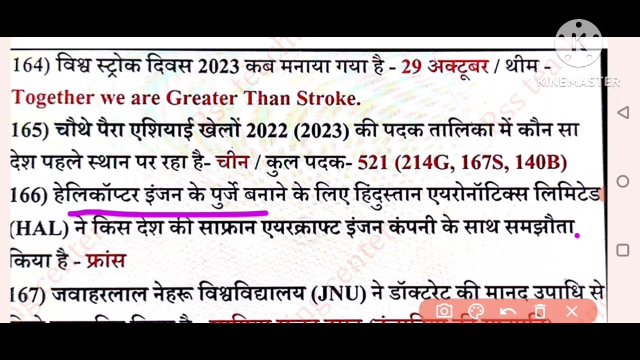 164) विश्व स्ट्रोक दिवस 2023 कब मनाया गया है - 29 अक्टूबर / थीम -
Together we are Greater Than Stroke.
165) चौथे पैरा एशियाई खेलों 2022 (2023) की पदक तालिका में कौन सा
देश पहले स्थान पर रहा है- चीन / कुल पदक- 521 (214G, 167S, 140B)
166) हेलिकॉप्टर इंजन के पुर्जे बनाने के लिए हिंदुस्तान एयरोनॉटिक्स लिमिटेड
(HAL) ने किस देश की साफ्रान एयरक्राफ्ट इंजन कंपनी के साथ समझौता
किया है - फ्रांस
167) जवाहरलाल नेहरू विश्वविद्यालय (JNU) ने डॉक्टरेट की मानद उपाधि से
KINEMASTER